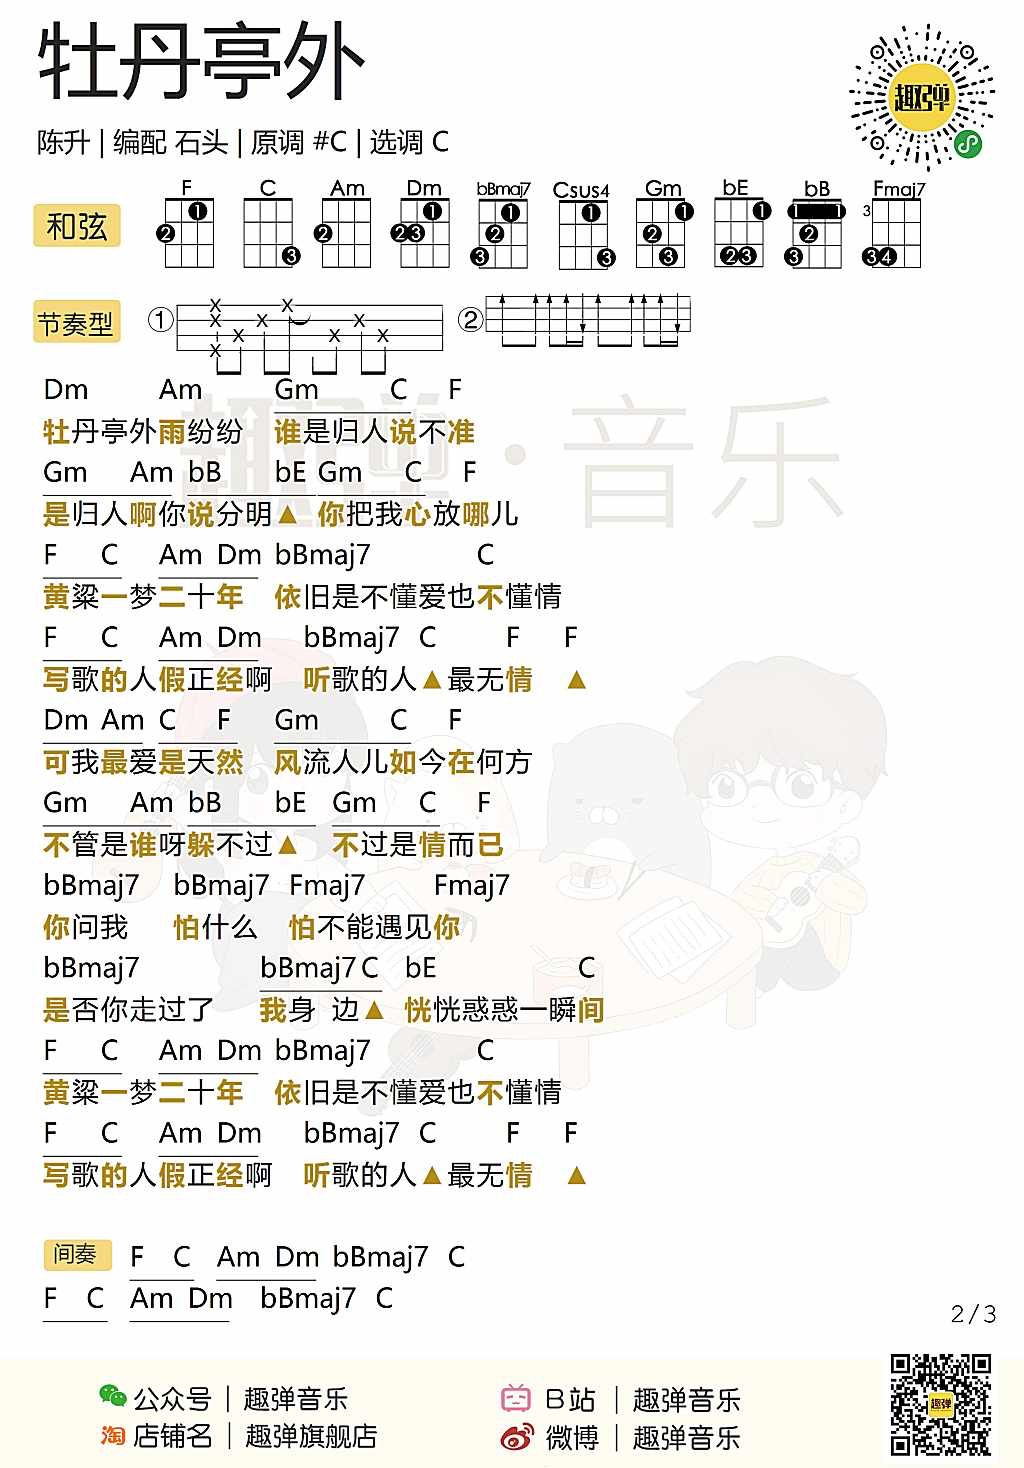 牡丹亭外
陈升 | 编配 石头 | 原调 #C | 选调 C
趣弹
和弦
F C Am Dm bBmaj7 Csus4 Gm bE bB Fmaj7
3
节奏型 ① ②
Dm Am Gm C F
牡丹亭外雨纷纷 谁是归人说不准
Gm Am bB bE Gm C F
是归人啊你说分明▲ 你把我心放哪儿
F C Am Dm bBmaj7 C
黄粱一梦二十年 依旧是不懂爱也不懂情
F C Am Dm bBmaj7 C F F
写歌的人假正经啊 听歌的人▲最无情 ▲
Dm Am C F Gm C F
可我最爱是天然 风流人儿如今在何方
Gm Am bB bE Gm C F
不管是谁呀躲不过▲ 不过是情而已
bBmaj7 bBmaj7 Fmaj7 Fmaj7
你问我 怕什么 怕不能遇见你
bBmaj7 bBmaj7 C bE C
是否你走过了 我身 边▲ 恍恍惑惑一瞬间
F C Am Dm bBmaj7 C
黄粱一梦二十年 依旧是不懂爱也不懂情
F C Am Dm bBmaj7 C F F
写歌的人假正经啊 听歌的人▲最无情 ▲
间奏 F C Am Dm bBmaj7 C
F C Am Dm bBmaj7 C
趣弹·音乐
2/3
公众号 | 趣弹音乐
淘 店铺名 | 趣弹旗舰店
B站 | 趣弹音乐
微博 | 趣弹音乐
趣弹